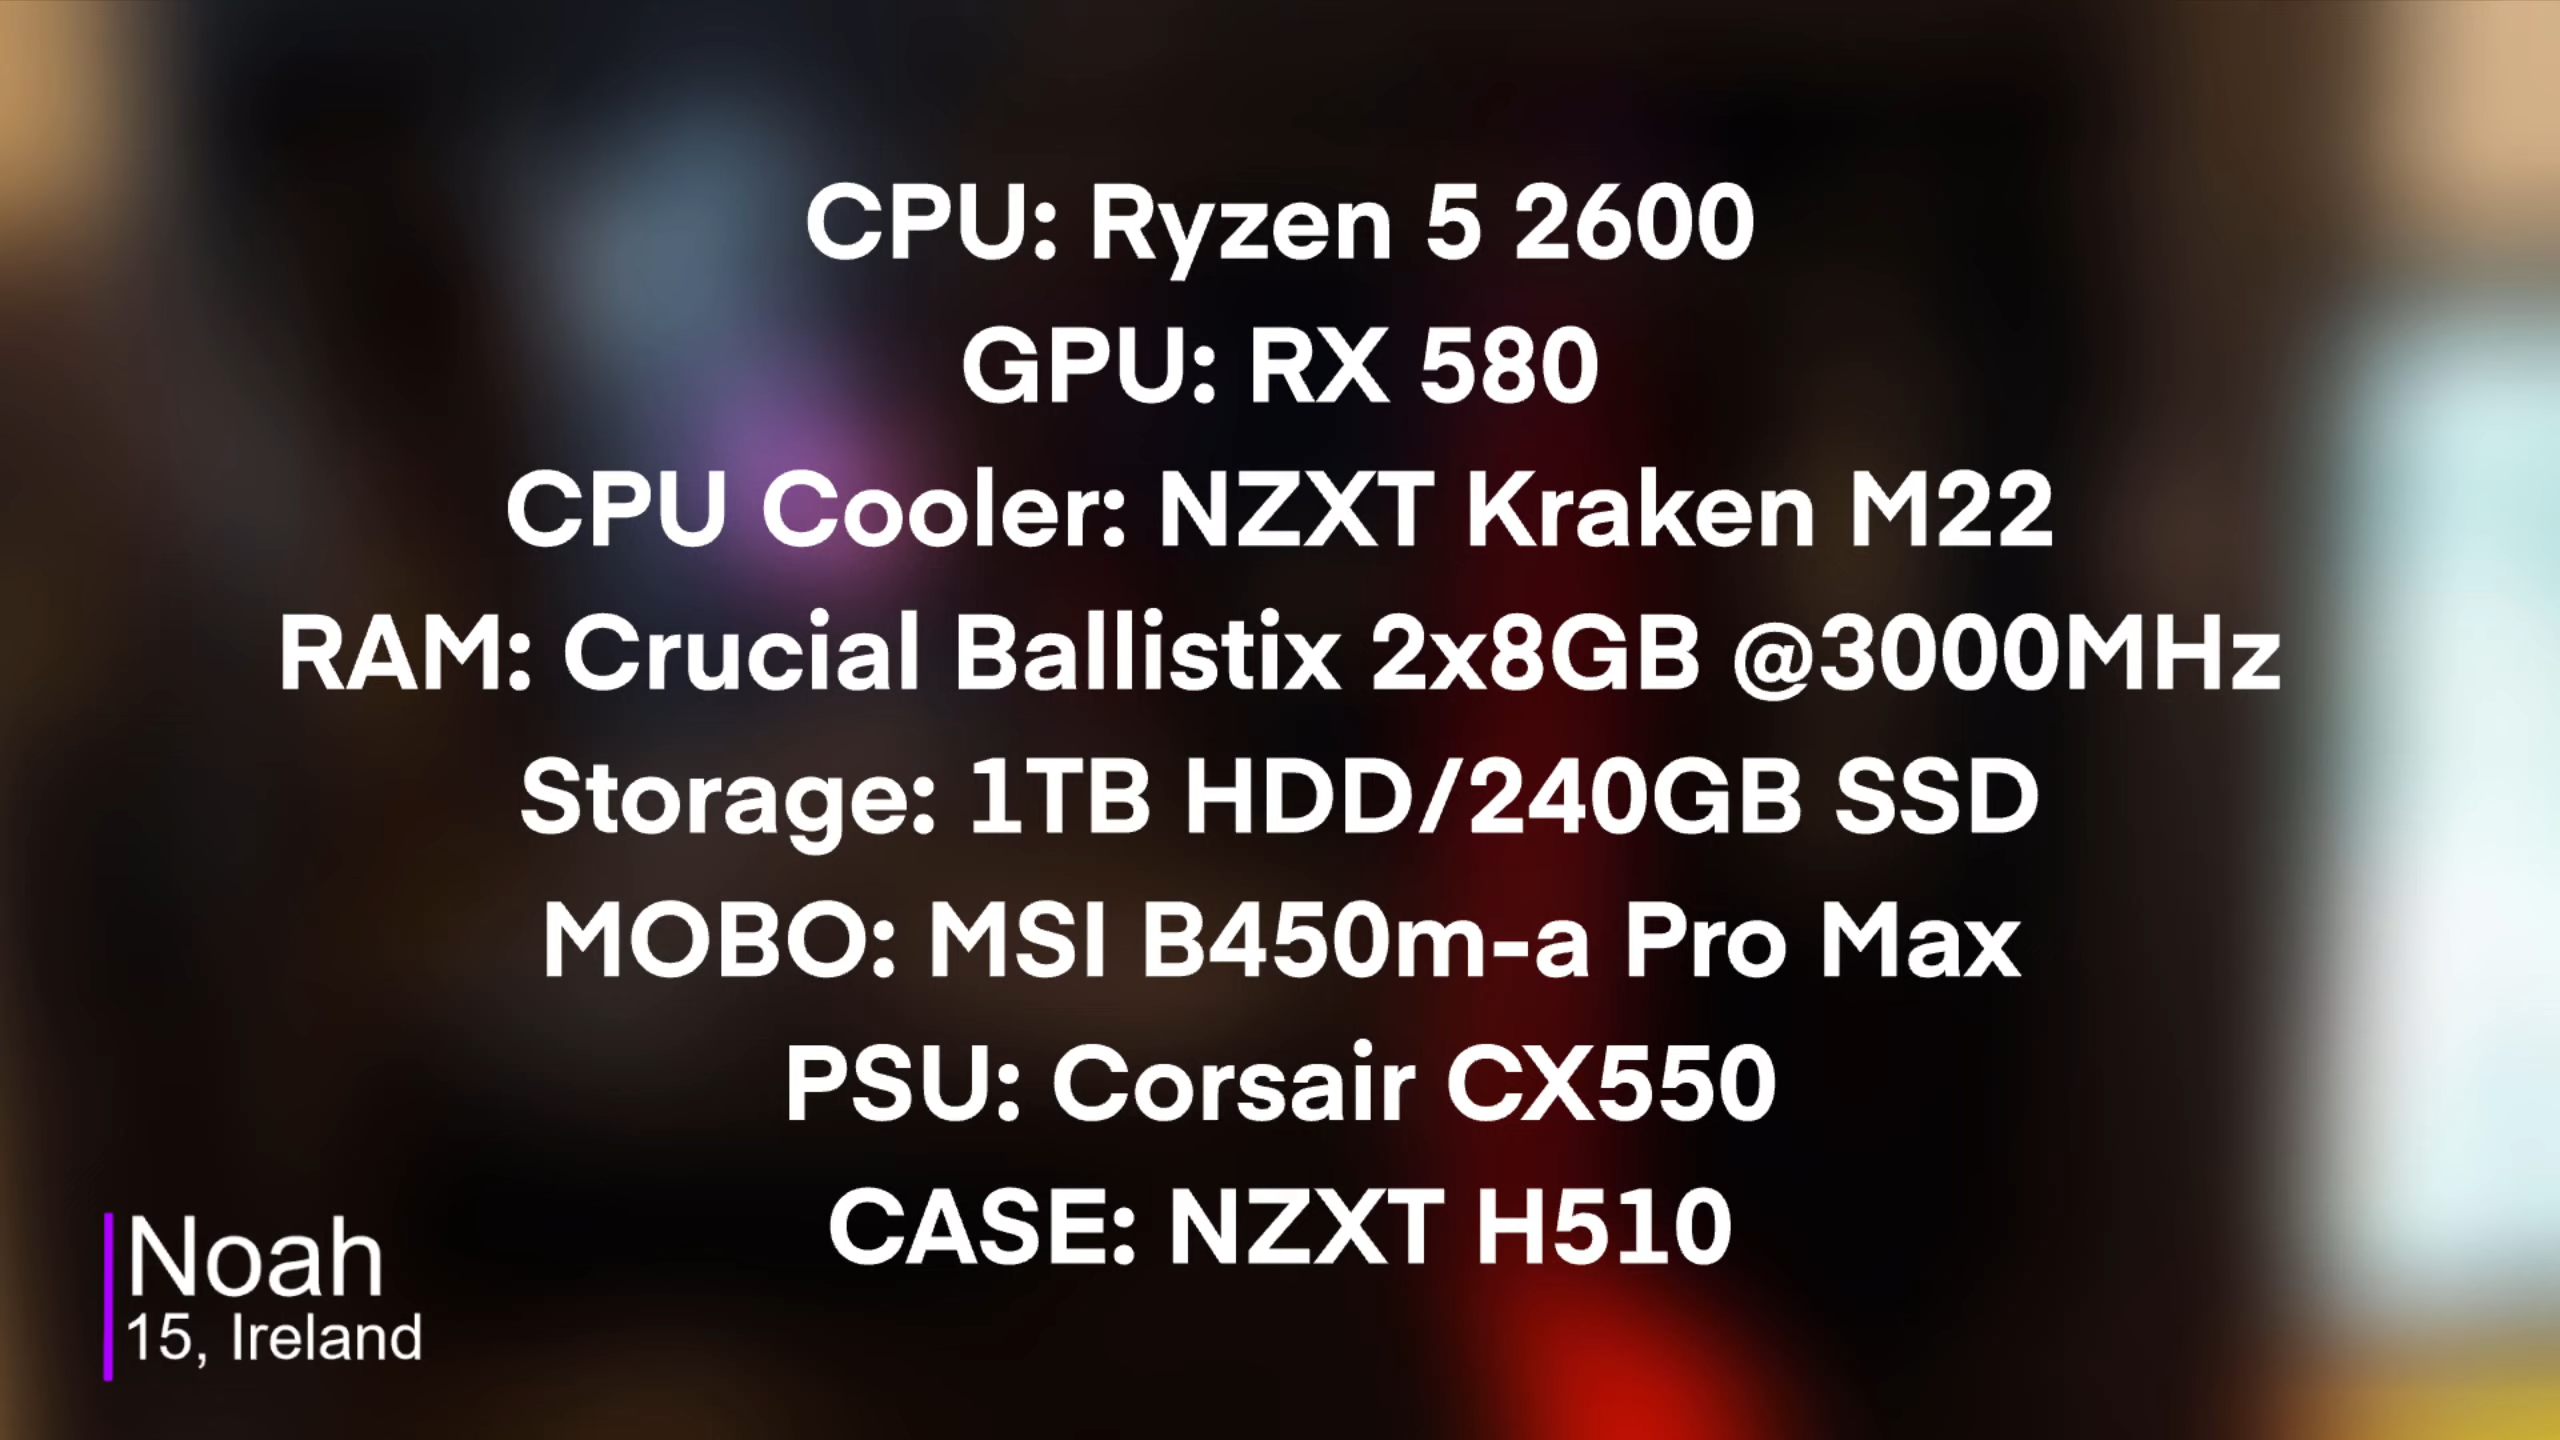 CPU: Ryzen 5 2600
GPU: RX 580
CPU Cooler: NZXT Kraken M22
RAM: Crucial Ballistix 2x8GB @3000MHz
Storage: 1TB HDD/240GB SSD
MOBO: MSI B450m-a Pro Max
PSU: Corsair CX550
CASE: NZXT H510
Noah
15, Ireland